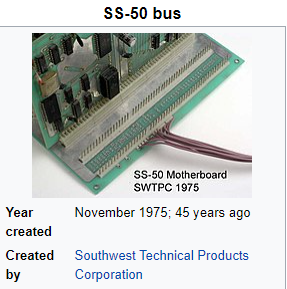 SS-50 bus
SS-50 Motherboard
SWTPC 1975
Year created November 1975; 45 years ago
Created by Southwest Technical Products Corporation